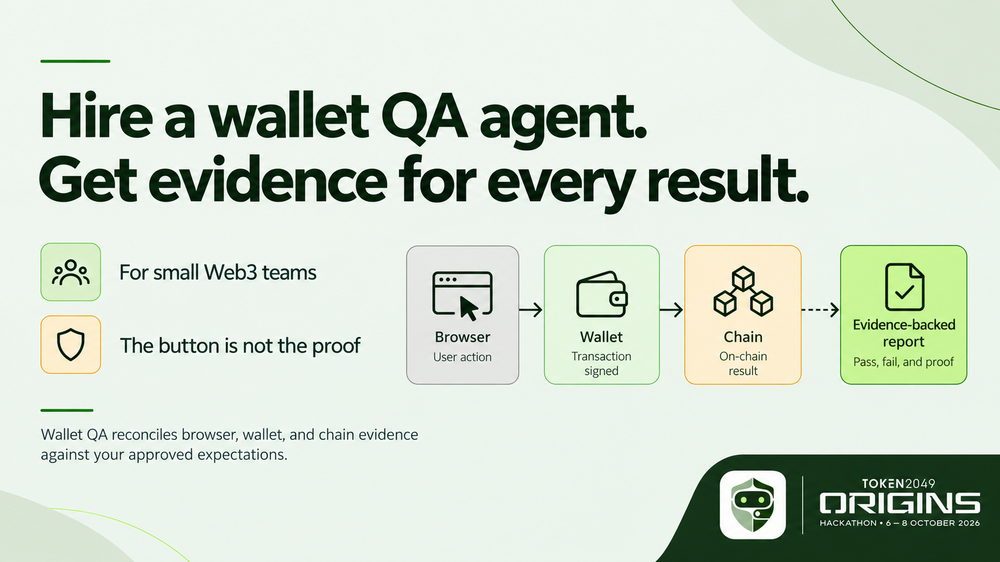 Hire a wallet QA agent.
Get evidence for every result.
For small Web3 teams
The button is not the proof
Browser
User action
Wallet
Transaction
signed
Chain
On-chain
result
Evidence-backed
report
Pass, fail, and proof
Wallet QA reconciles browser, wallet, and chain evidence
against your approved expectations.
TOKEN2049
ORIGINS
HACKATHON • 6 – 8 OCTOBER 2026